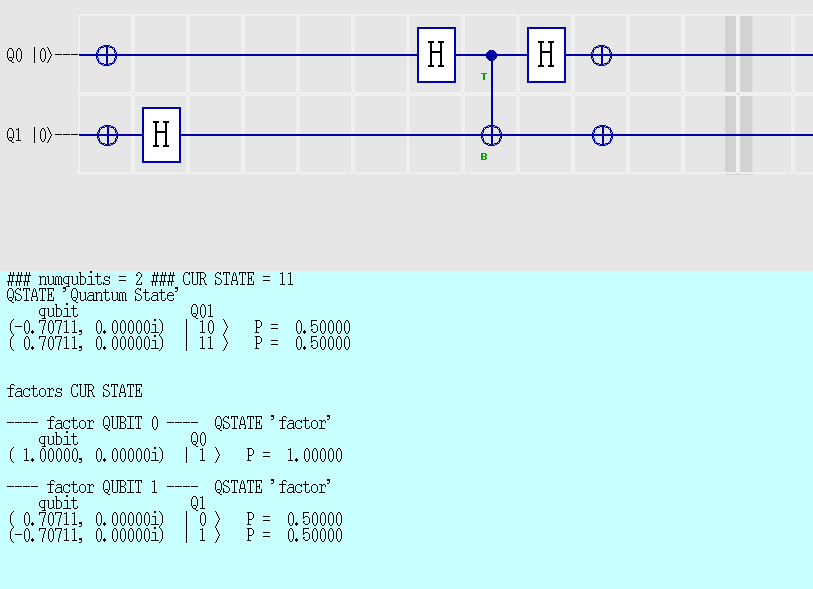 Q0 |0⟩---
H
H
T
Q1 |0⟩---
H
B
### numqubits = 2 ### CUR STATE = 11
QSTATE 'Quantum State'
qubit Q01
(-0.70711, 0.00000i) | 10 ⟩ P = 0.50000
( 0.70711, 0.00000i) | 11 ⟩ P = 0.50000
factors CUR STATE
---- factor QUBIT 0 ---- QSTATE 'factor'
qubit Q0
( 1.00000, 0.00000i) | 1 ⟩ P = 1.00000
---- factor QUBIT 1 ---- QSTATE 'factor'
qubit Q1
( 0.70711, 0.00000i) | 0 ⟩ P = 0.50000
(-0.70711, 0.00000i) | 1 ⟩ P = 0.50000